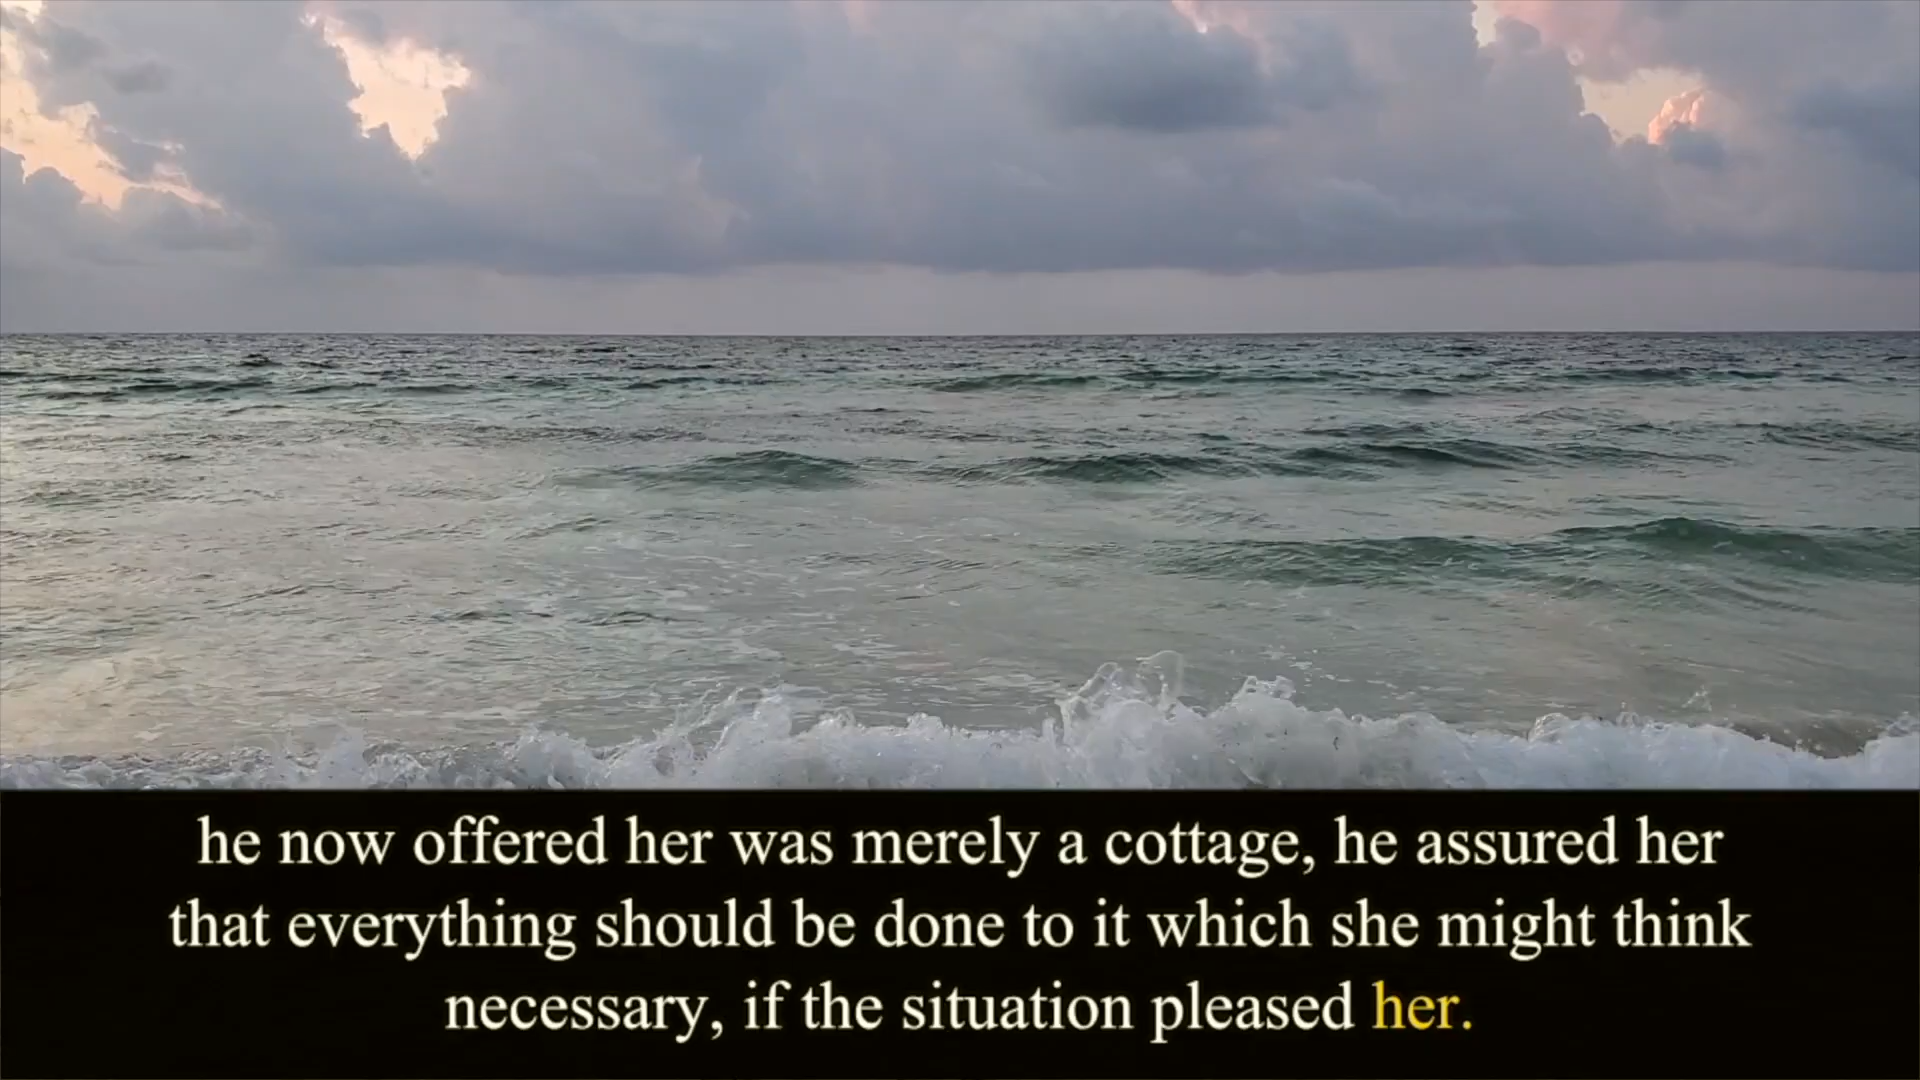 he now offered her was merely a cottage, he assured her
that everything should be done to it which she might think
necessary, if the situation pleased her.